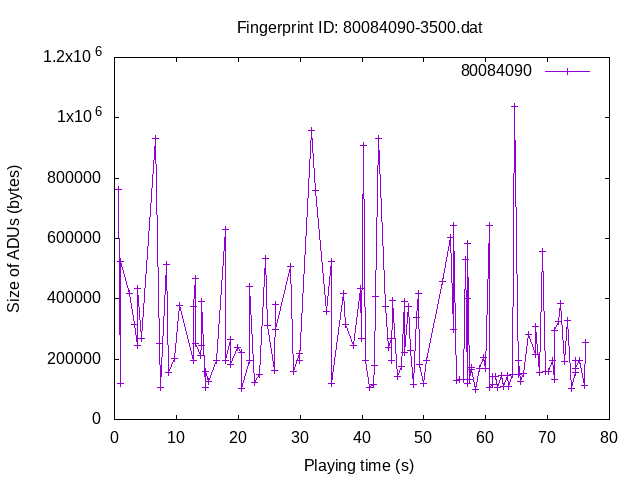 Fingerprint ID: 80084090-3500.dat
1.2x10^6
80084090
1x10^6
800000
600000
400000
200000
0
Size of ADUs (bytes)
0 10 20 30 40 50 60 70 80
Playing time (s)